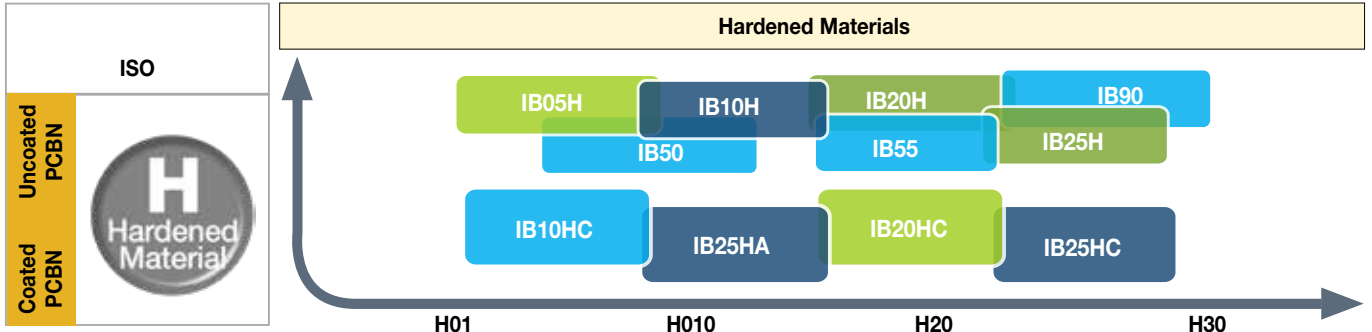 Hardened Materials
ISO
Uncoated
PCBN
Coated
PCBN
H
Hardened
Material
IB05H
IB10H
IB20H
IB90
IB50
IB55
IB25H
IB10HC
IB25HA
IB20HC
IB25HC
H01
H010
H20
H30